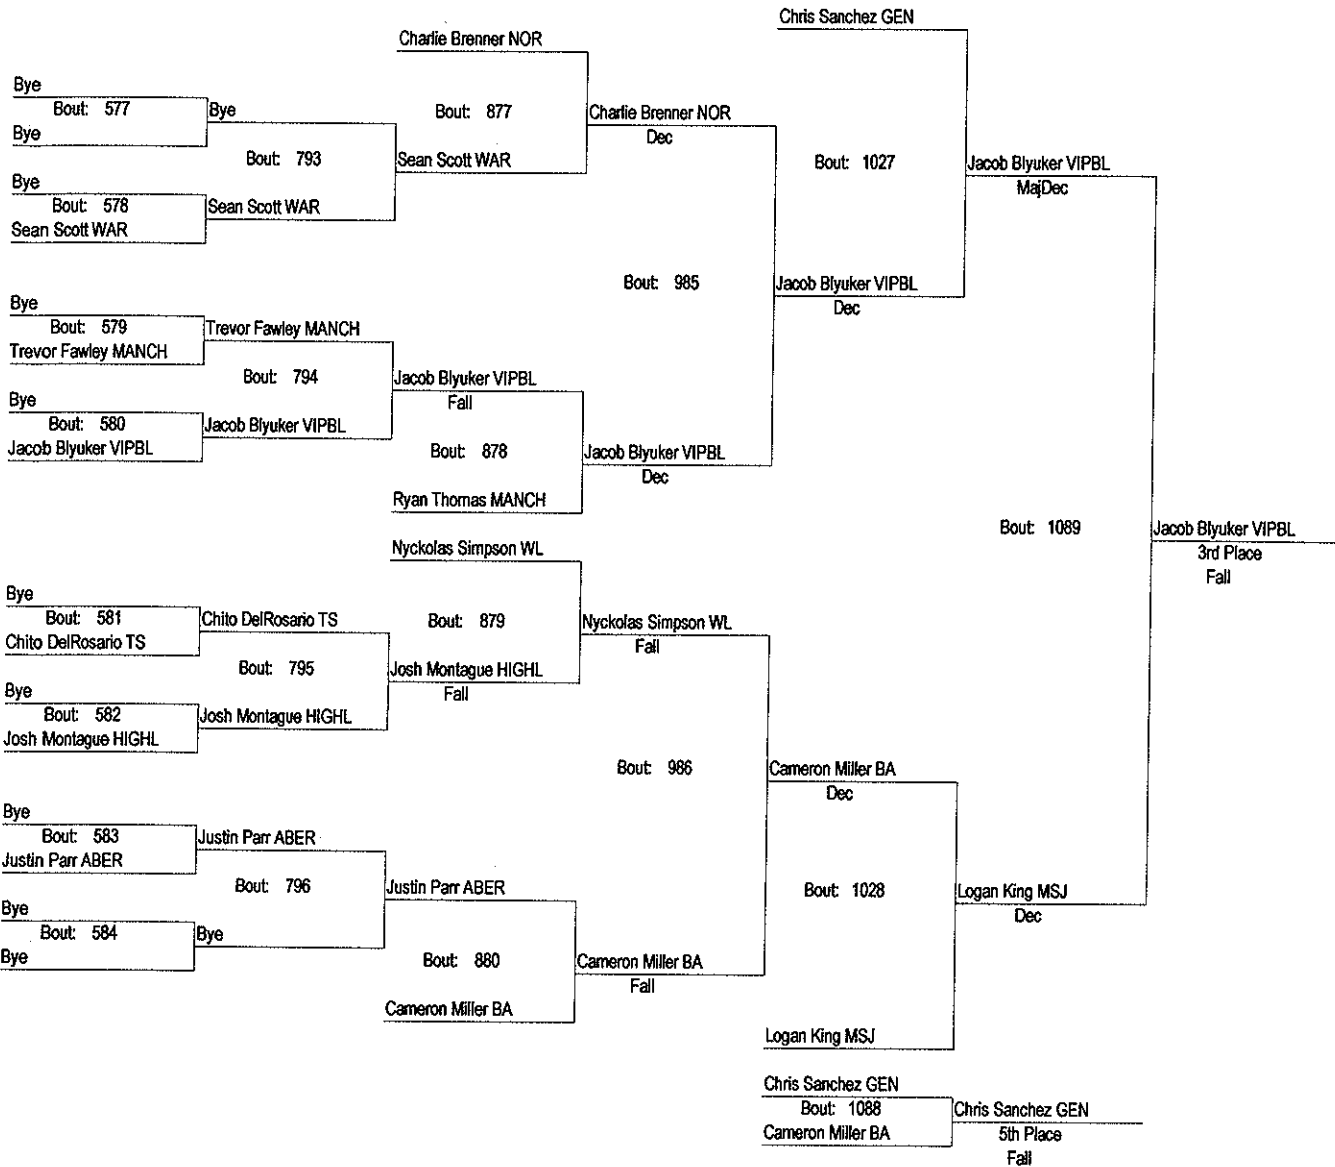 Chris Sanchez GEN
Charlie Brenner NOR
Bye
Bout: 577
Bye
Bout: 877
Charlie Brenner NOR
Bye
Dec
Bout: 793
Sean Scott WAR
Bout: 1027
Jacob Blyuker VIPBL
Bye
MajDec
Bout: 578
Sean Scott WAR
Sean Scott WAR
Bout: 985
Jacob Blyuker VIPBL
Bye
Dec
Bout: 579
Trevor Fawley MANCH
Trevor Fawley MANCH
Bout: 794
Jacob Blyuker VIPBL
Bye
Fall
Bout: 580
Jacob Blyuker VIPBL
Jacob Blyuker VIPBL
Bout: 878
Jacob Blyuker VIPBL
Dec
Ryan Thomas MANCH
Bout: 1089
Jacob Blyuker VIPBL
Nyckolas Simpson WL
3rd Place
Fall
Bye
Bout: 581
Chito DelRosario TS
Bout: 879
Nyckolas Simpson WL
Chito DelRosario TS
Fall
Bout: 795
Josh Montague HIGHL
Bye
Fall
Bout: 582
Josh Montague HIGHL
Josh Montague HIGHL
Bout: 986
Cameron Miller BA
Dec
Bye
Bout: 583
Justin Parr ABER
Justin Parr ABER
Bout: 796
Justin Parr ABER
Bout: 1028
Logan King MSJ
Bye
Dec
Bout: 584
Bye
Bye
Bout: 880
Cameron Miller BA
Fall
Cameron Miller BA
Logan King MSJ
Chris Sanchez GEN
Bout: 1088
Chris Sanchez GEN
Cameron Miller BA
5th Place
Fall